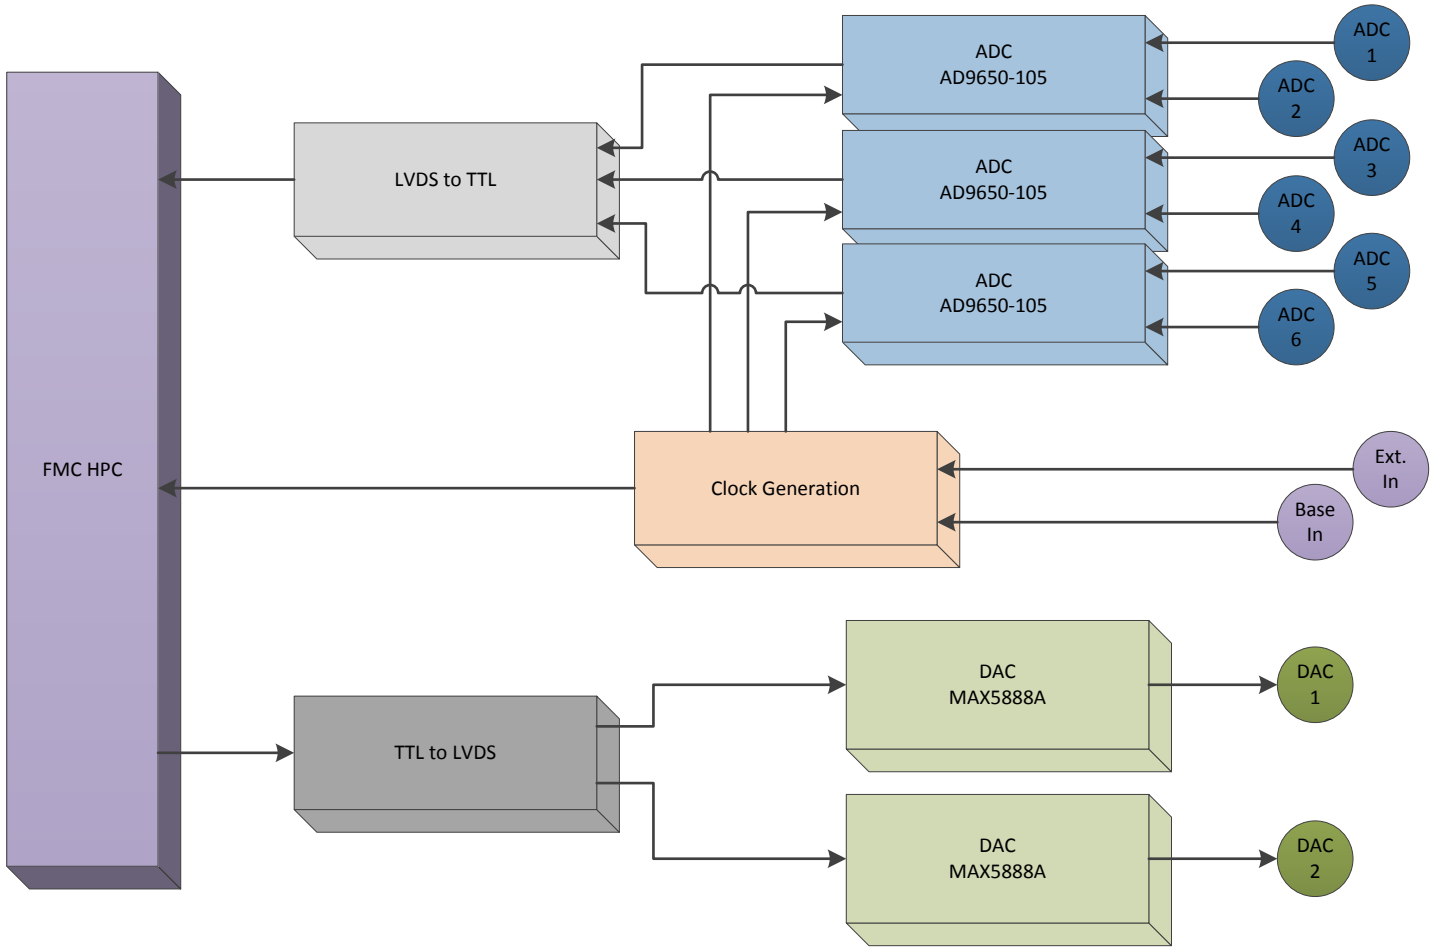 ADC
AD9650-105
ADC
1
ADC
2
LVDS to TTL
ADC
AD9650-105
ADC
3
ADC
4
ADC
AD9650-105
ADC
5
ADC
6
FMC HPC
Clock Generation
Ext.
In
Base
In
TTL to LVDS
DAC
MAX5888A
DAC
1
DAC
MAX5888A
DAC
2